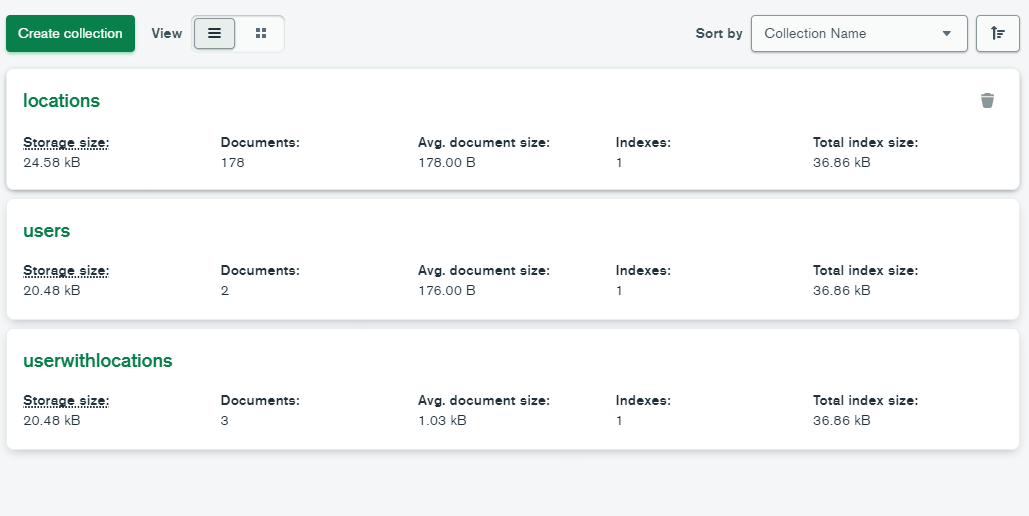 Create collection View Sort by Collection Name
locations
Storage size: Documents: Avg. document size: Indexes: Total index size:
24.58 kB 178 178.00 B 1 36.86 kB
users
Storage size: Documents: Avg. document size: Indexes: Total index size:
20.48 kB 2 176.00 B 1 36.86 kB
userwithlocations
Storage size: Documents: Avg. document size: Indexes: Total index size:
20.48 kB 3 1.03 kB 1 36.86 kB